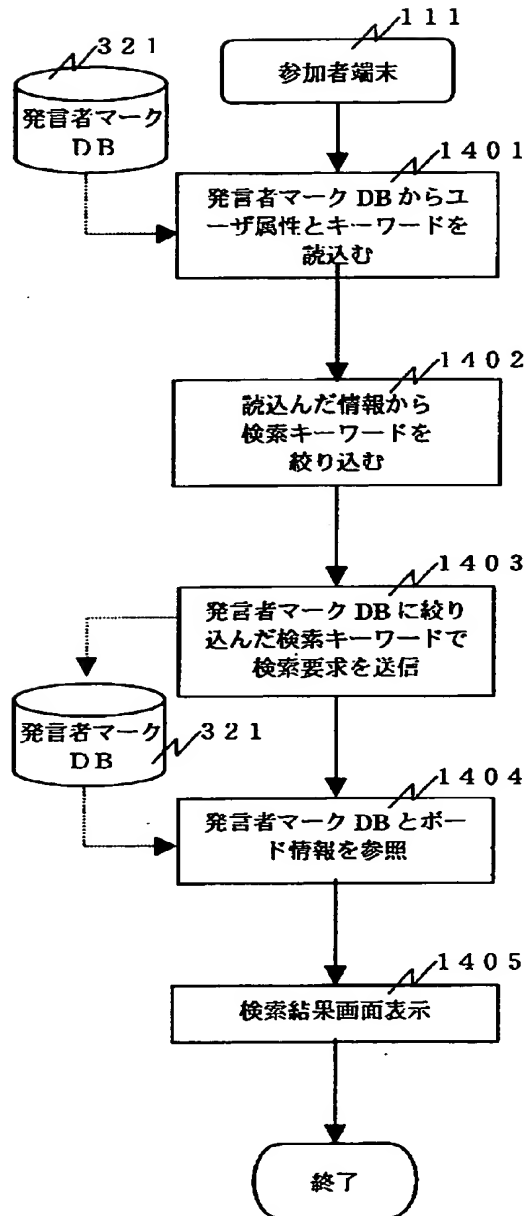 １１１
３２１
参加者端末
発言者マーク
ＤＢ
１４０１
発言者マーク DB からユ
ーザ属性とキーワードを
読込む
１４０２
読込んだ情報から
検索キーワードを
絞り込む
１４０３
発言者マーク DB に絞り
込んだ検索キーワードで
検索要求を送信
発言者マーク
ＤＢ
３２１
１４０４
発言者マーク DB とボー
ド情報を参照
１４０５
検索結果画面表示
終了